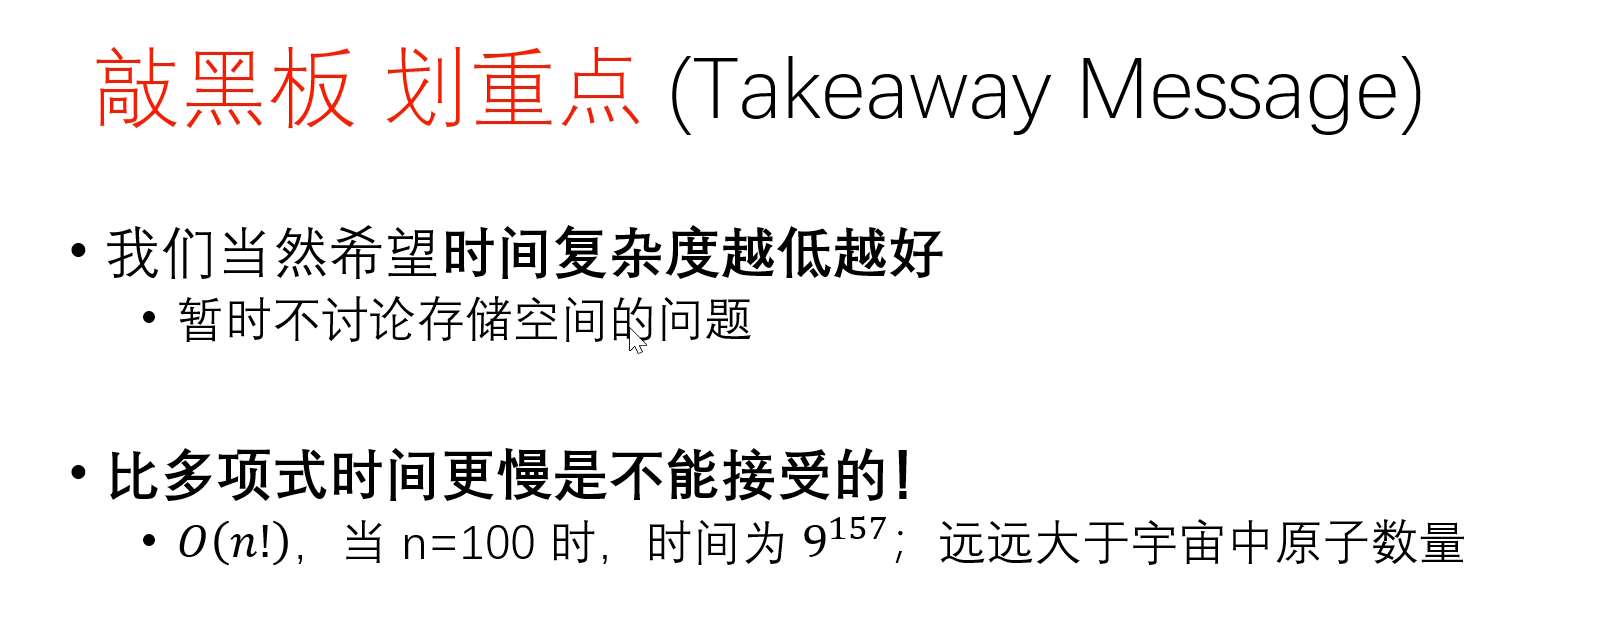 敲黑板 划重点 (Takeaway Message)
• 我们当然希望时间复杂度越低越好
• 暂时不讨论存储空间的问题
• 比多项式时间更慢是不能接受的！
• O(n!)，当 n=100 时，时间为 9¹⁵⁷；远远大于宇宙中原子数量